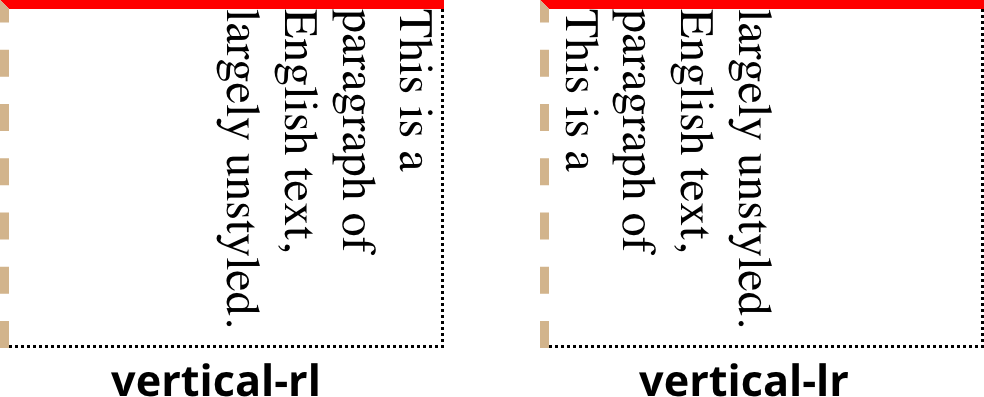 This is a
paragraph of
English text,
largely unstyled.
vertical-rl
This is a
paragraph of
English text,
largely unstyled.
vertical-lr